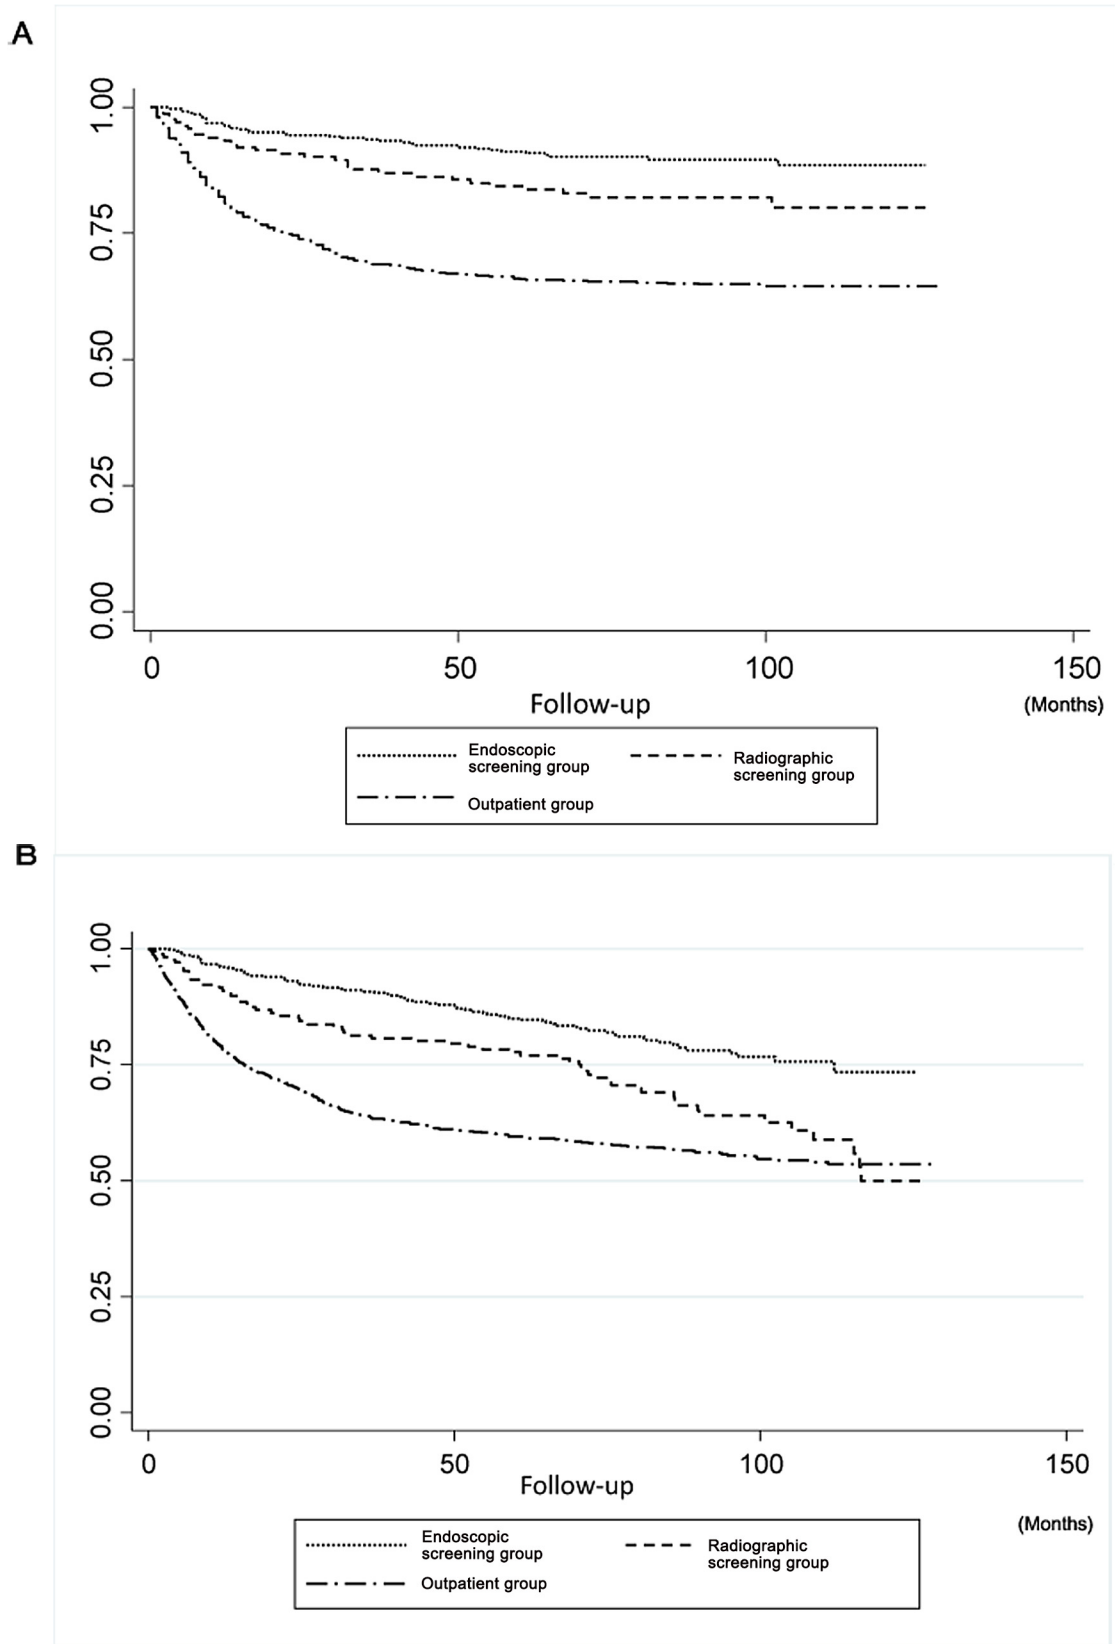 A
1.00
0.75
0.50
0.25
0.00
0 50 100 150
Follow-up (Months)
Endoscopic
screening group
Radiographic
screening group
Outpatient group
B
1.00
0.75
0.50
0.25
0.00
0 50 100 150
Follow-up
(Months)
Endoscopic
screening group
Radiographic
screening group
Outpatient group